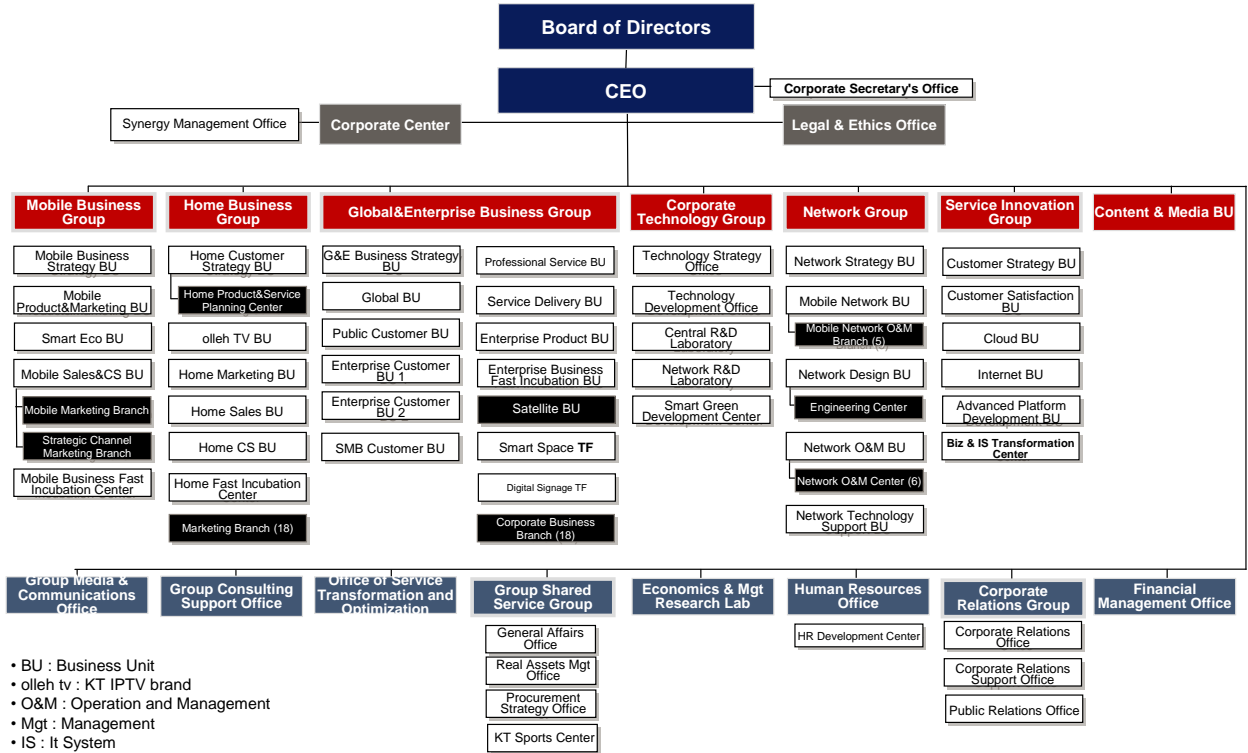 Board of Directors
CEO
Corporate Secretary's Office
Synergy Management Office
Corporate Center
Legal & Ethics Office
Mobile Business
Group
Home Business
Group
Global&Enterprise Business Group
Corporate
Technology Group
Network Group
Service Innovation
Group
Content & Media BU
Mobile Business
Strategy BU
Mobile
Product&Marketing BU
Smart Eco BU
Mobile Sales&CS BU
Mobile Marketing Branch
Strategic Channel
Marketing Branch
Mobile Business Fast
Incubation Center
Home Customer
Strategy BU
Home Product&Service
Planning Center
olleh TV BU
Home Marketing BU
Home Sales BU
Home CS BU
Home Fast Incubation
Center
Marketing Branch (18)
G&E Business Strategy
BU
Global BU
Public Customer BU
Enterprise Customer
BU 1
Enterprise Customer
BU 2
SMB Customer BU
Professional Service BU
Service Delivery BU
Enterprise Product BU
Enterprise Business
Fast Incubation BU
Satellite BU
Smart Space TF
Digital Signage TF
Corporate Business
Branch (18)
Technology Strategy
Office
Technology
Development Office
Central R&D
Laboratory
Network R&D
Laboratory
Smart Green
Development Center
Network Strategy BU
Mobile Network BU
Mobile Network O&M
Branch (5)
Network Design BU
Engineering Center
Network O&M BU
Network O&M Center (6)
Network Technology
Support BU
Customer Strategy BU
Customer Satisfaction
BU
Cloud BU
Internet BU
Advanced Platform
Development BU
Biz & IS Transformation
Center
Group Media &
Communications
Office
Group Consulting
Support Office
Office of Service
Transformation and
Optimization
Group Shared
Service Group
Economics & Mgt
Research Lab
Human Resources
Office
Corporate
Relations Group
Financial
Management Office
General Affairs
Office
Real Assets Mgt
Office
Procurement
Strategy Office
KT Sports Center
HR Development Center
Corporate Relations
Office
Corporate Relations
Support Office
Public Relations Office
• BU : Business Unit
• olleh tv : KT IPTV brand
• O&M : Operation and Management
• Mgt : Management
• IS : It System